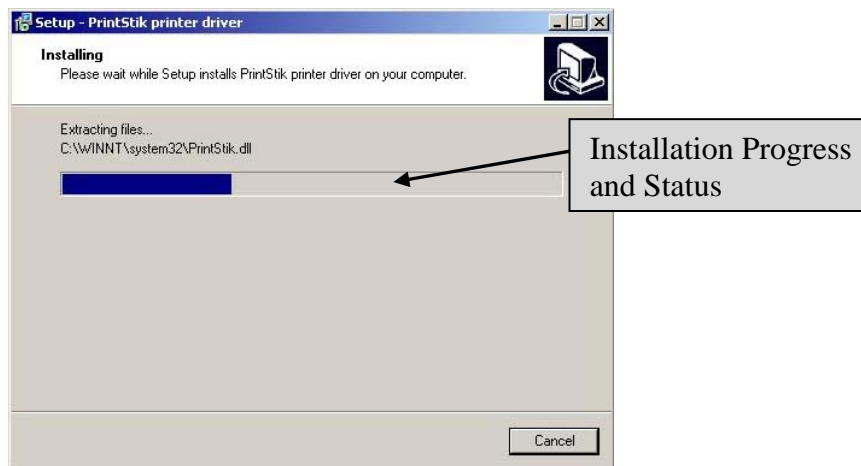 Setup - PrintStik printer driver
Installing
Please wait while Setup installs PrintStik printer driver on your computer.
Extracting files...
C:\WINNT\system32\PrintStik.dll
Installation Progress
and Status
Cancel